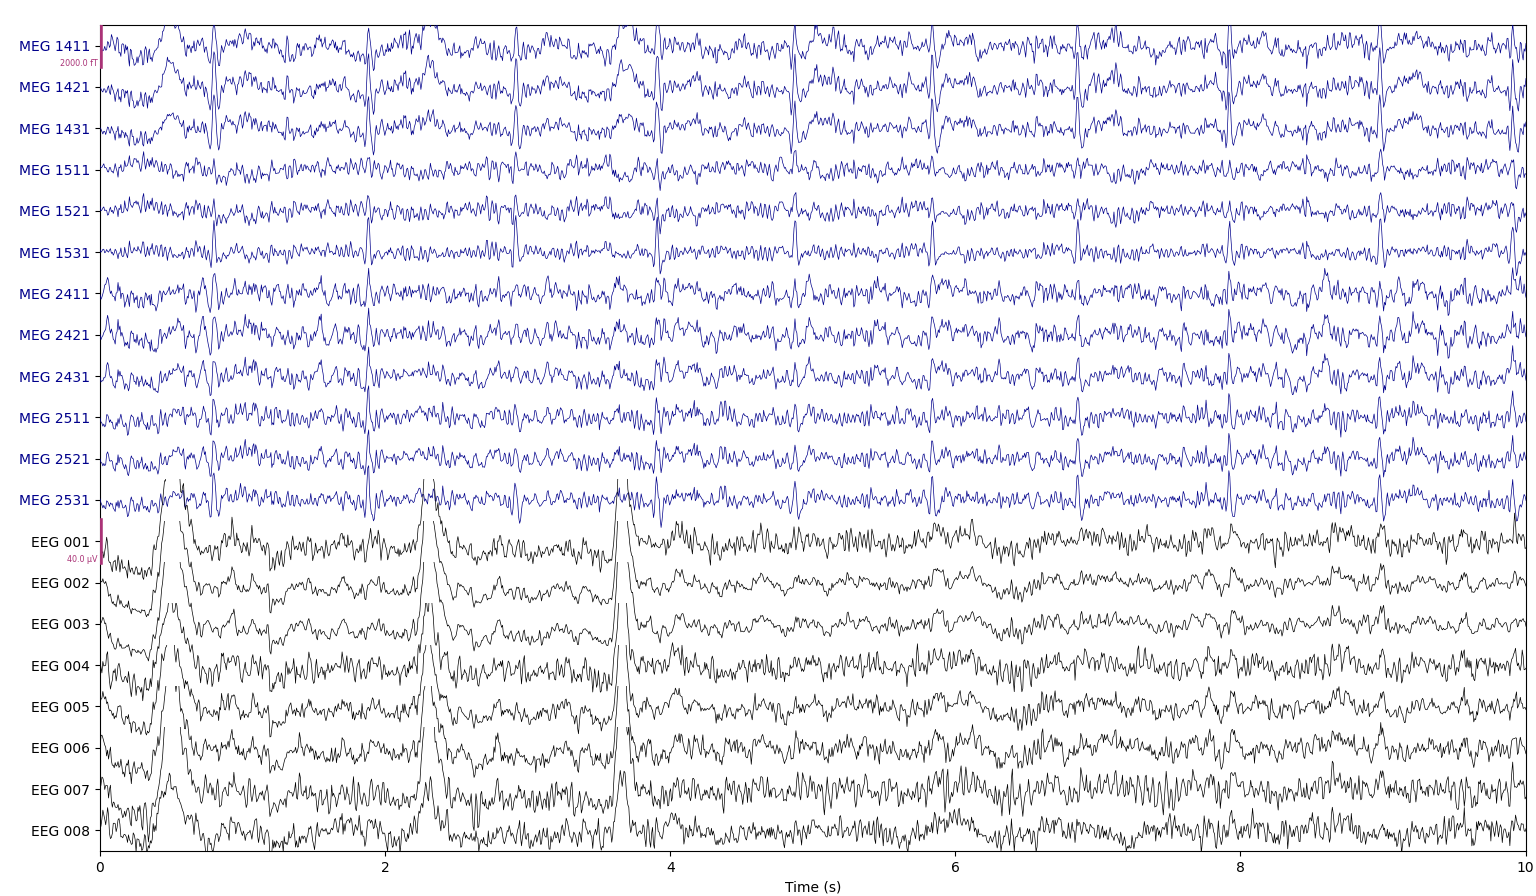 MEG 1411
2000.0 fT
MEG 1421
MEG 1431
MEG 1511
MEG 1521
MEG 1531
MEG 2411
MEG 2421
MEG 2431
MEG 2511
MEG 2521
MEG 2531
EEG 001
40.0 µV
EEG 002
EEG 003
EEG 004
EEG 005
EEG 006
EEG 007
EEG 008
0 2 4 6 8 10
Time (s)